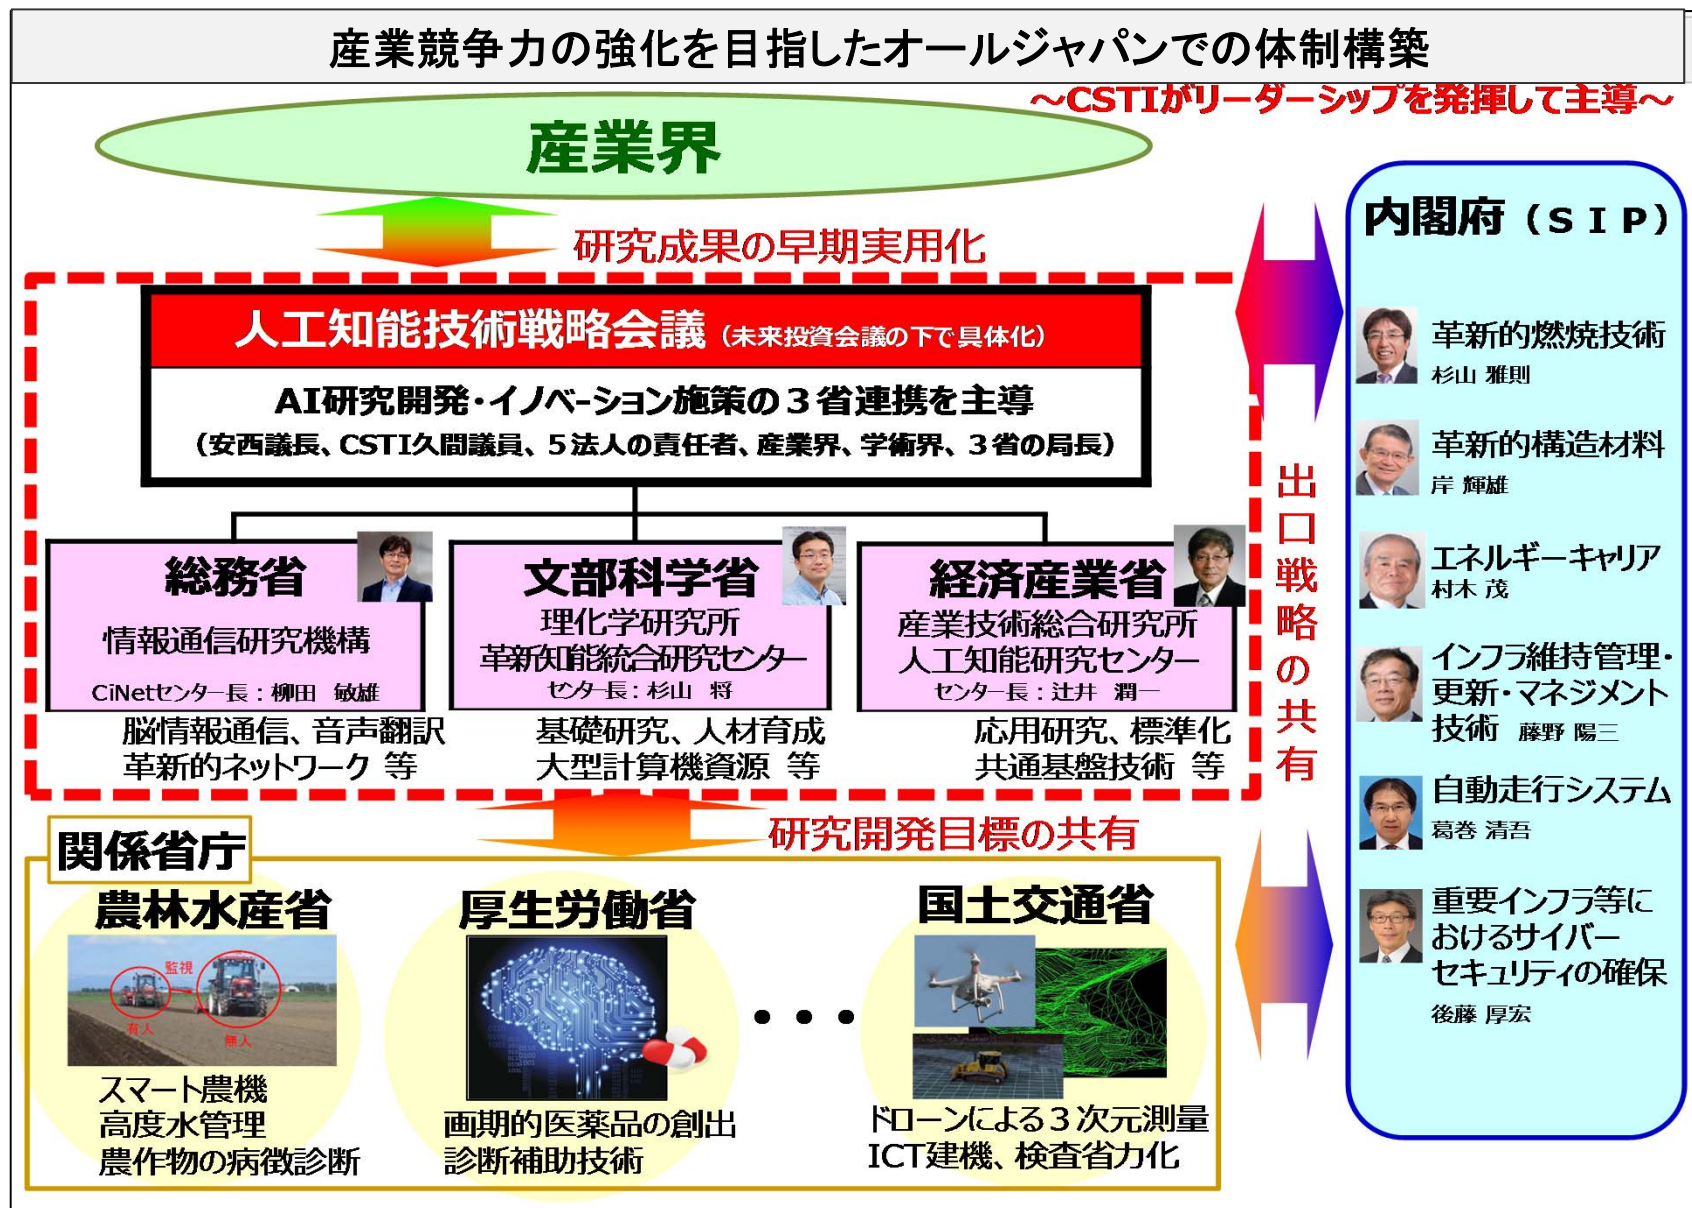 産業競争力の強化を目指したオールジャパンでの体制構築
～CSTIがリーダーシップを発揮して主導～
産業界
研究成果の早期実用化
人工知能技術戦略会議（未来投資会議の下で具体化）
AI研究開発・イノベーション施策の３省連携を主導
（安西議長、CSTI久間議員、５法人の責任者、産業界、学術界、３省の局長）
総務省
情報通信研究機構
CiNetセンター長：柳田　敏雄
脳情報通信、音声翻訳
革新的ネットワーク 等
文部科学省
理化学研究所
革新知能統合研究センター
センター長：杉山　将
基礎研究、人材育成
大型計算機資源 等
経済産業省
産業技術総合研究所
人工知能研究センター
センター長：辻井 潤一
応用研究、標準化
共通基盤技術 等
出口戦略の共有
研究開発目標の共有
関係省庁
農林水産省
監視
有人
無人
スマート農機
高度水管理
農作物の病徴診断
厚生労働省
画期的医薬品の創出
診断補助技術
・・・
国土交通省
ドローンによる３次元測量
ICT建機、検査省力化
内閣府（ＳＩＰ）
革新的燃焼技術
杉山 雅則
革新的構造材料
岸 輝雄
エネルギーキャリア
村木 茂
インフラ維持管理・
更新・マネジメント
技術 藤野 陽三
自動走行システム
葛巻 清吾
重要インフラ等に
おけるサイバー
セキュリティの確保
後藤 厚宏